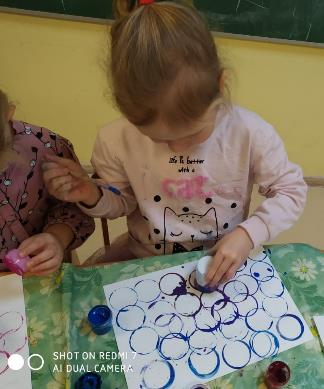 life is better
with a
cat
SHOT ON REDMI 7
AI DUAL CAMERA